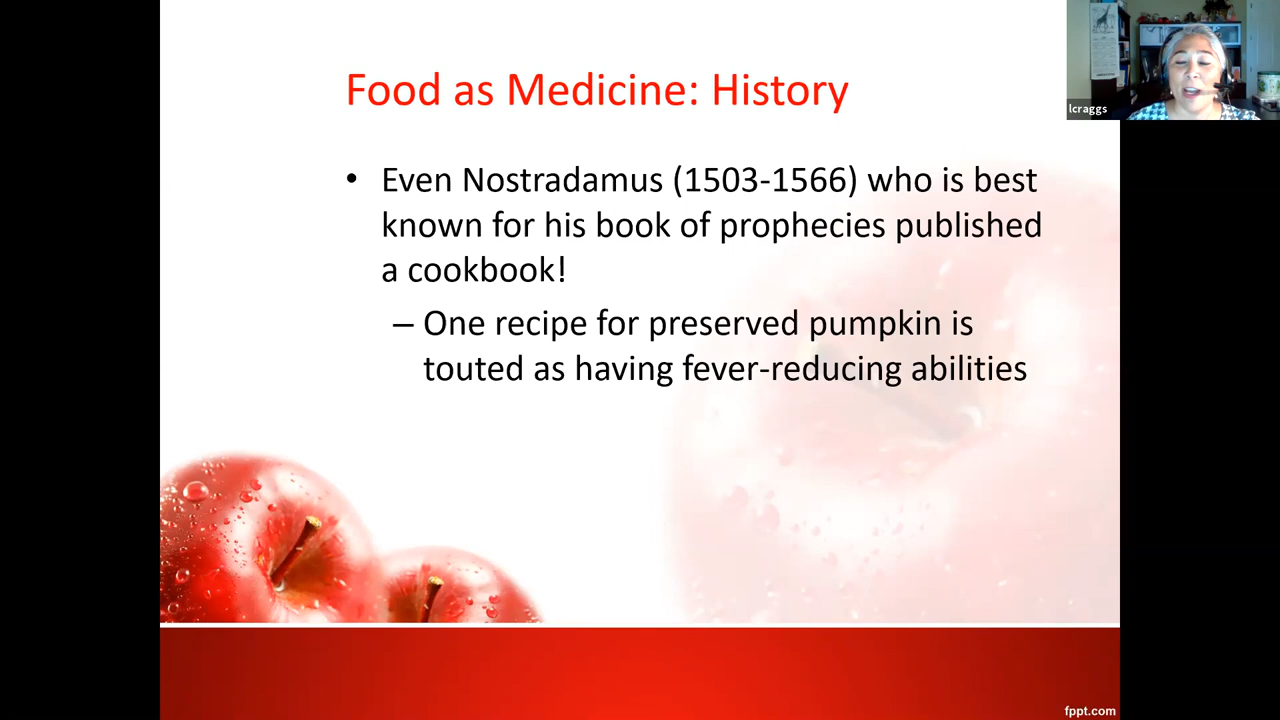 Food as Medicine: History
lcraggs
• Even Nostradamus (1503-1566) who is best
known for his book of prophecies published
a cookbook!
– One recipe for preserved pumpkin is
touted as having fever-reducing abilities
fppt.com